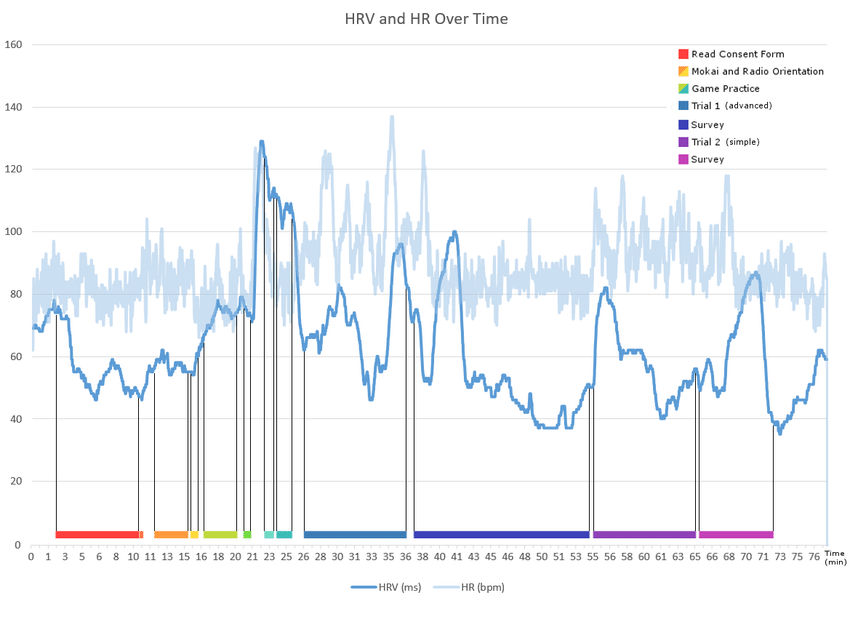 HRV and HR Over Time
160
140
120
100
80
60
40
20
0
Read Consent Form
Mokai and Radio Orientation
Game Practice
Trial 1 (advanced)
Survey
Trial 2 (simple)
Survey
0 1 3 5 6 8 10 11 13 15 16 18 20 21 23 25 26 28 30 31 33 35 36 38 40 41 43 45 46 48 50 51 53 55 56 58 60 61 63 65 66 68 70 71 73 75 76 Time
(min)
HRV (ms) HR (bpm)